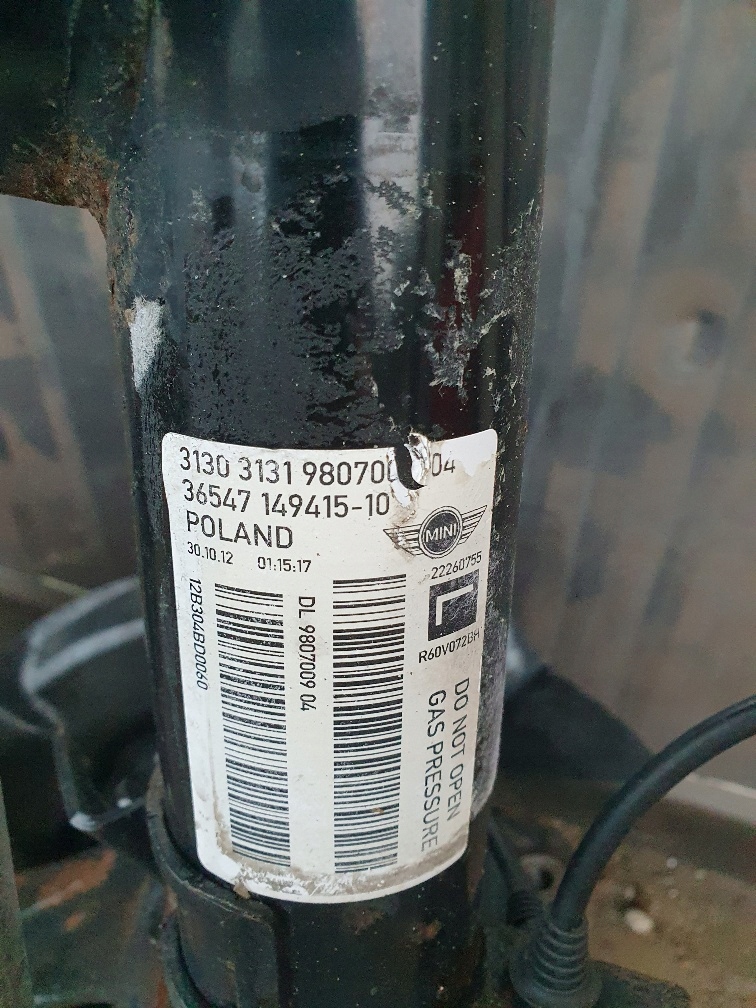 3130 3131 980700 04
36547 149415-10
POLAND
30.10.12 01:15:17
MINI
22260755
R60V072BH
12B304BD0060
DL 9807009 04
DO NOT OPEN
GAS PRESSURE